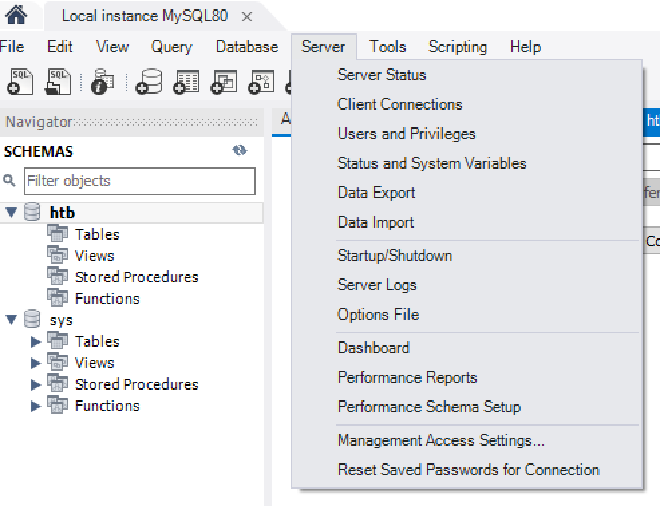 Local instance MySQL80 ×
File Edit View Query Database Server Tools Scripting Help
SQL SQL
Navigator
SCHEMAS
Filter objects
htb
Tables
Views
Stored Procedures
Functions
sys
Tables
Views
Stored Procedures
Functions
Server Status
Client Connections
Users and Privileges
Status and System Variables
Data Export
Data Import
Startup/Shutdown
Server Logs
Options File
Dashboard
Performance Reports
Performance Schema Setup
Management Access Settings...
Reset Saved Passwords for Connection